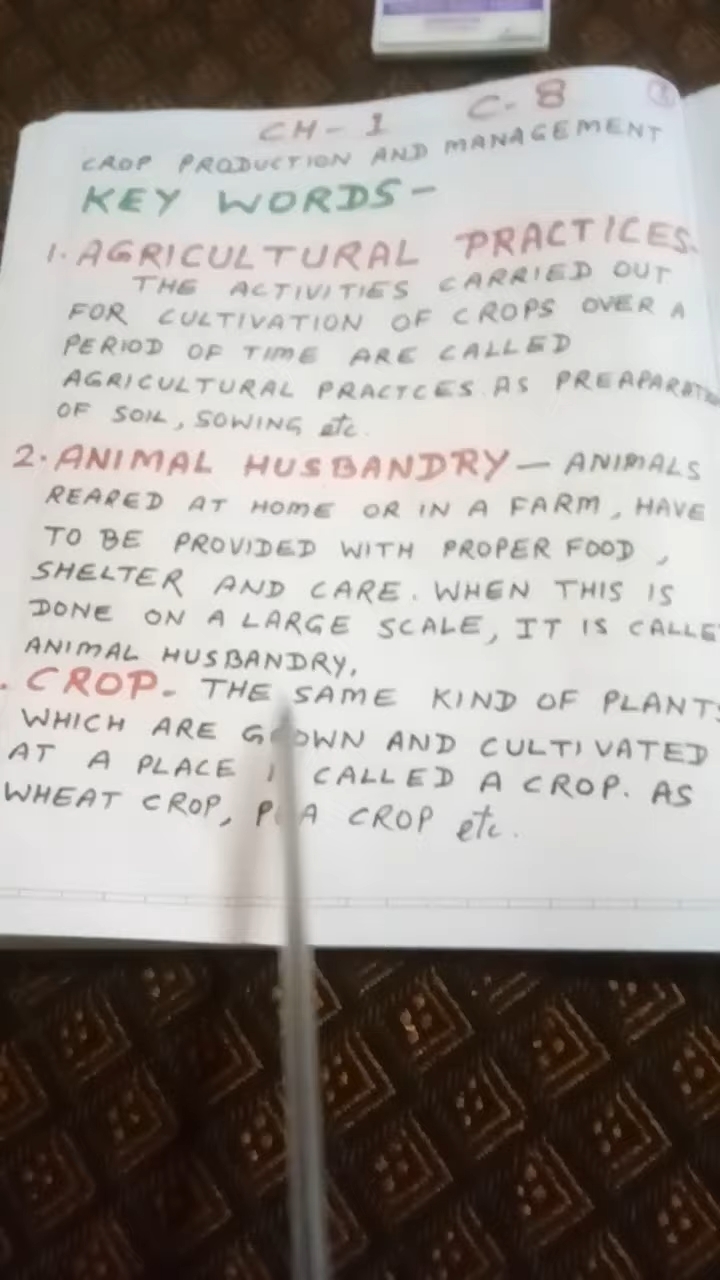 CH-1 C-8
CROP PRODUCTION AND MANAGEMENT
KEY WORDS-
1. AGRICULTURAL PRACTICES-
THE ACTIVITIES CARRIED OUT
FOR CULTIVATION OF CROPS OVER A
PERIOD OF TIME ARE CALLED
AGRICULTURAL PRACTCES. AS
OF SOIL, SOWING etc.
2. ANIMAL HUSBANDRY - ANIMALS
REARED AT HOME OR IN A FARM, HAVE
TO BE PROVIDED WITH PROPER FOOD,
SHELTER AND CARE. WHEN THIS IS
DONE ON A LARGE SCALE, IT IS
ANIMAL HUSBANDRY.
. CROP- THE SAME KIND OF PLANTS
WHICH ARE GROWN AND CULTIVATED
AT A PLACE CALLED A CROP. AS
WHEAT CROP, CROP etc.